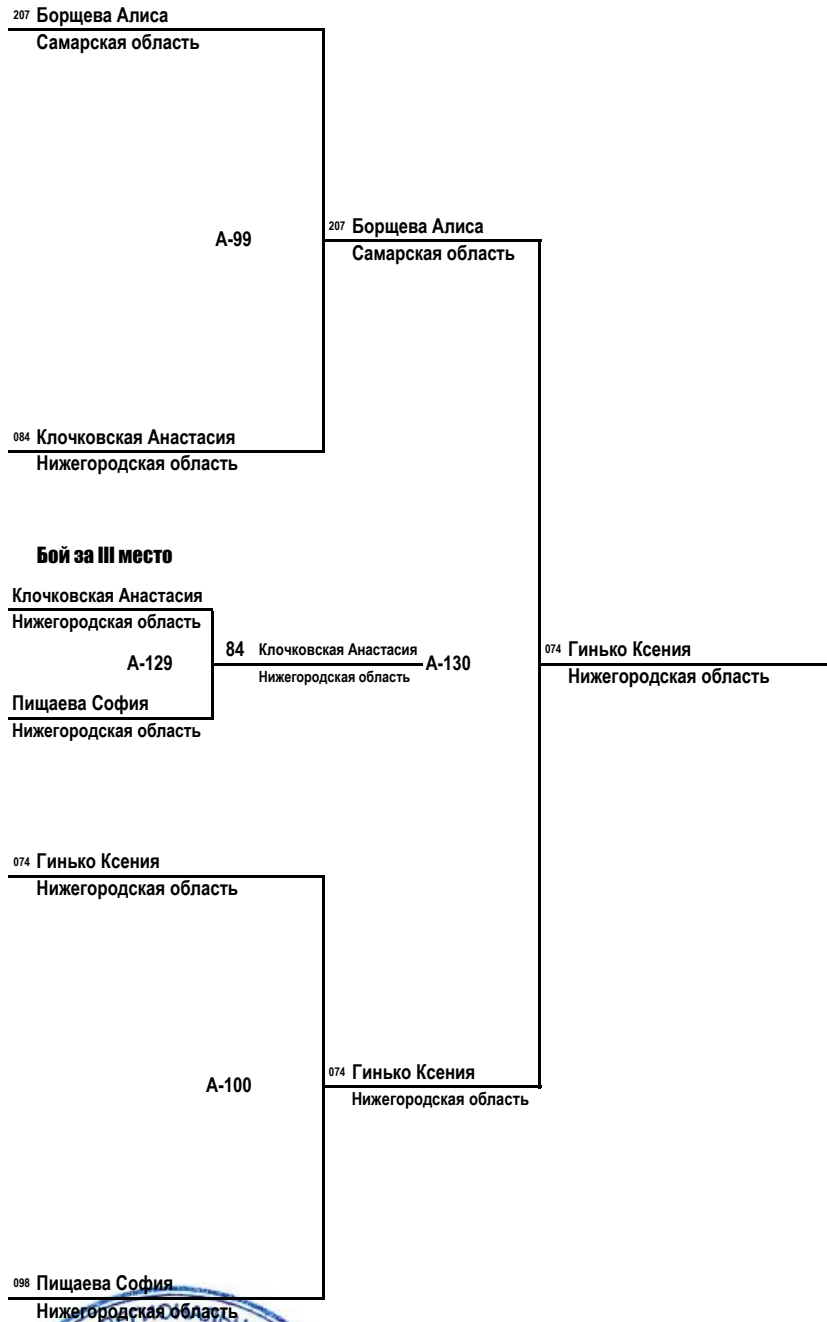 207 Борщева Алиса
Самарская область
А-99
207 Борщева Алиса
Самарская область
084 Клочковская Анастасия
Нижегородская область
Бой за III место
Клочковская Анастасия
Нижегородская область
А-129
84 Клочковская Анастасия
Нижегородская область
А-130
Пищаева София
Нижегородская область
074 Гинько Ксения
Нижегородская область
074 Гинько Ксения
Нижегородская область
А-100
074 Гинько Ксения
Нижегородская область
098 Пищаева София
Нижегородская область